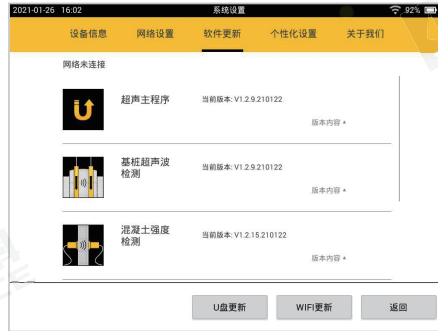 2021-01-26 16:02 系统设置 92%
设备信息 网络设置 软件更新 个性化设置 关于我们
网络未连接
超声主程序 当前版本: V1.2.9.210122
版本内容
基桩超声波 当前版本: V1.2.9.210122
检测
版本内容
混凝土强度 当前版本: V1.2.15.210122
检测
版本内容
U盘更新 WIFI更新 返回